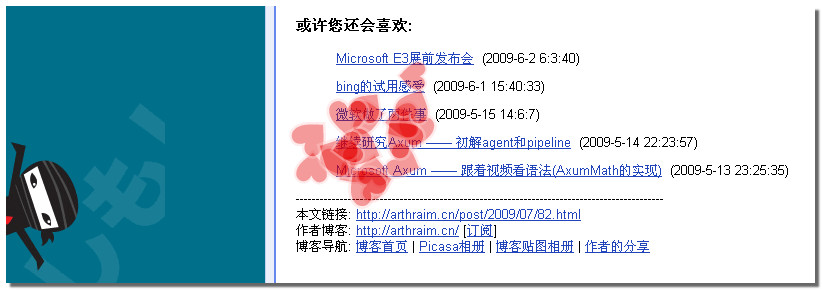 或许您还会喜欢:
Microsoft E3展前发布会 (2009-6-2 6:3:40)
bing的试用感受 (2009-6-1 15:40:33)
微软做了两件事 (2009-5-15 14:6:7)
继续研究Axum —— 初解agent和pipeline (2009-5-14 22:23:57)
Microsoft Axum —— 跟着视频看语法(AxumMath的实现) (2009-5-13 23:25:35)
本文链接: http://arthraim.cn/post/2009/07/82.html
作者博客: http://arthraim.cn/ [订阅]
博客导航: 博客首页 | Picasa相册 | 博客贴图相册 | 作者的分享